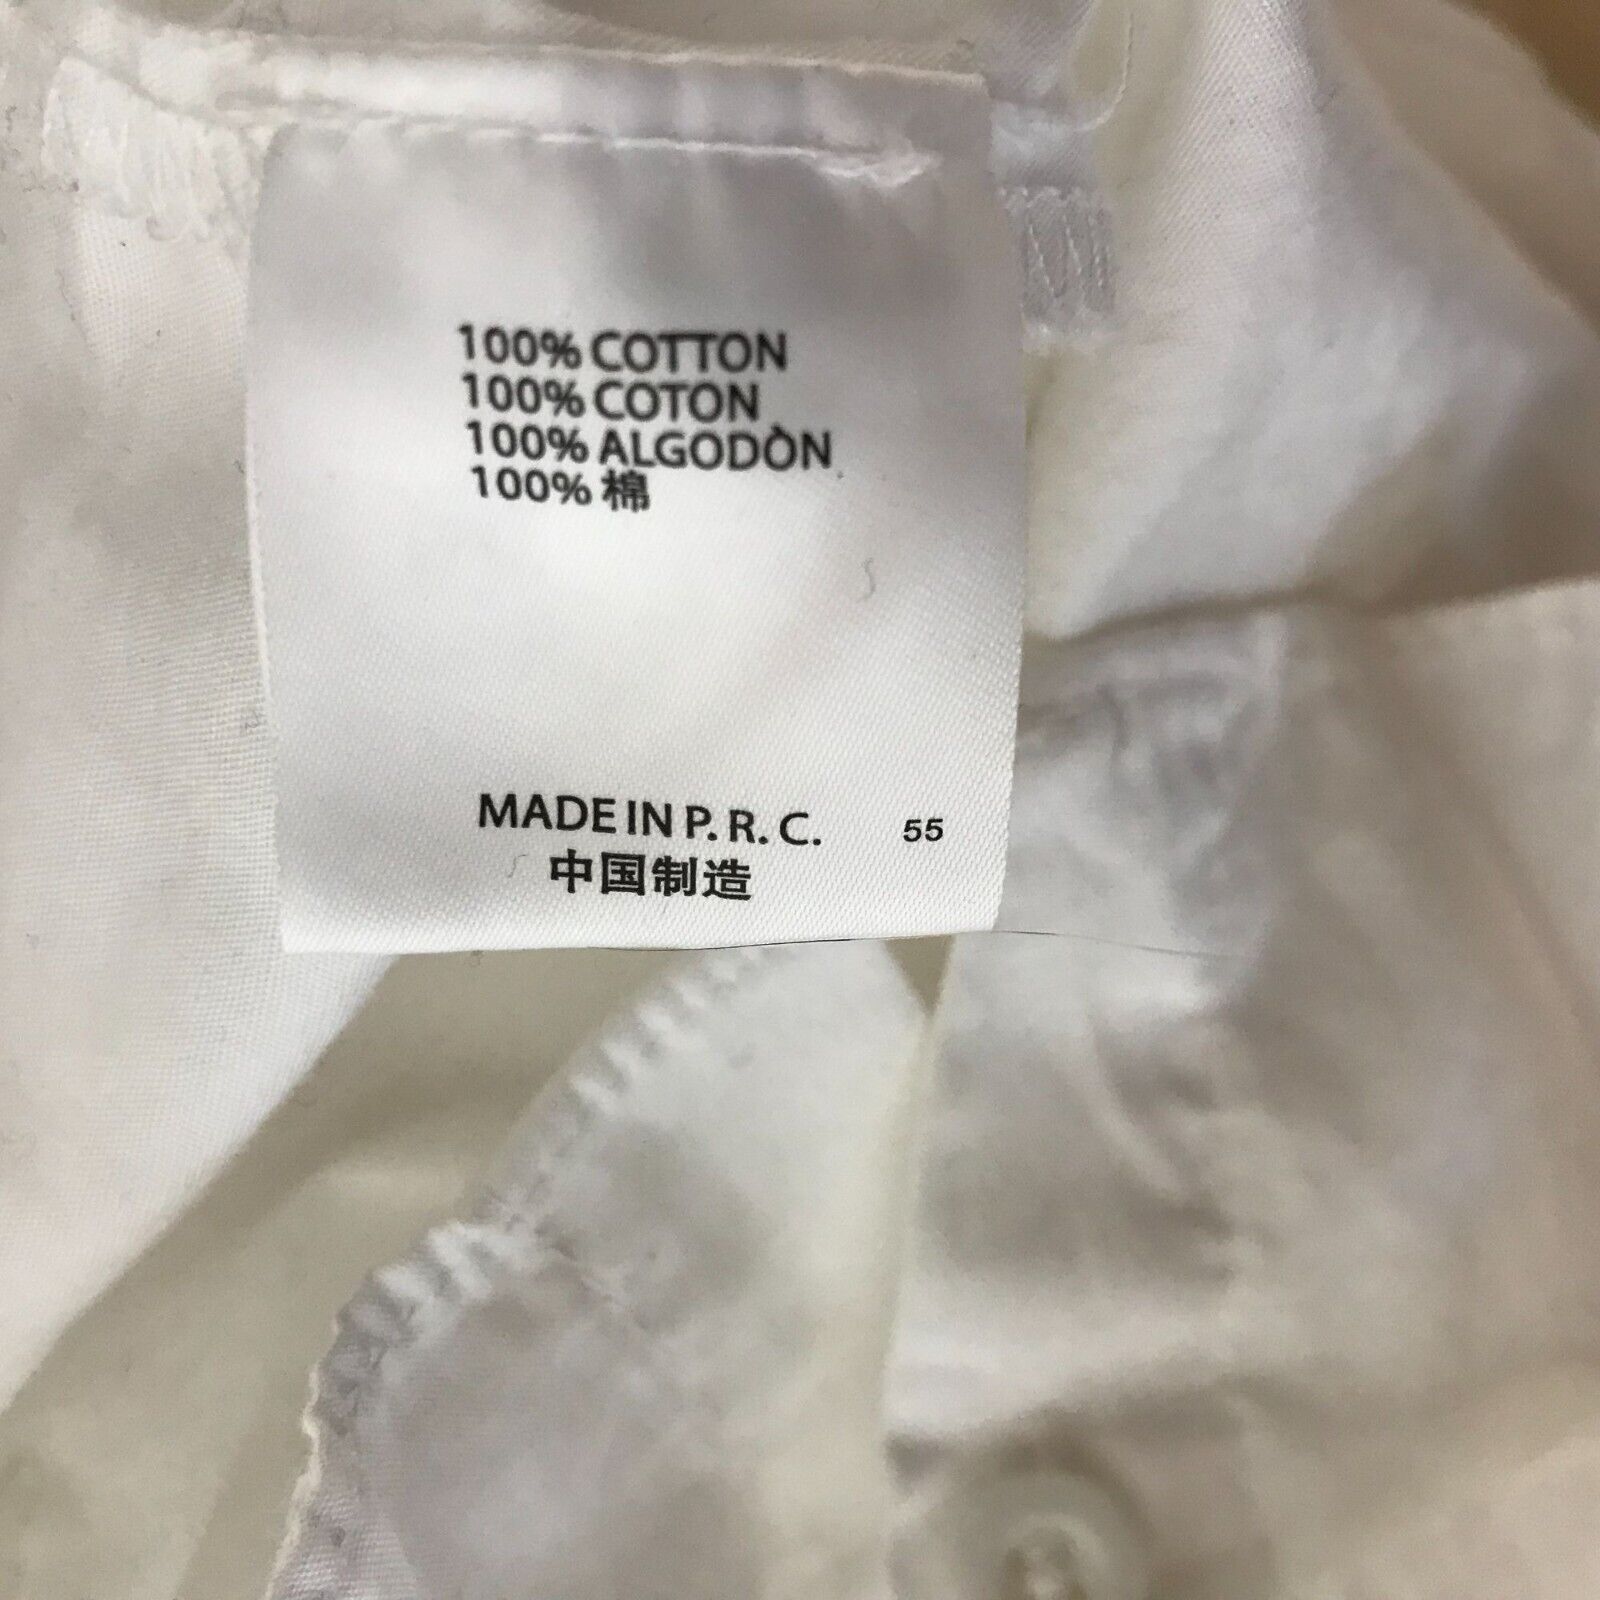 100% COTTON
100% COTON
100% ALGODÒN
100% 棉
MADE IN P. R. C. 55
中国制造